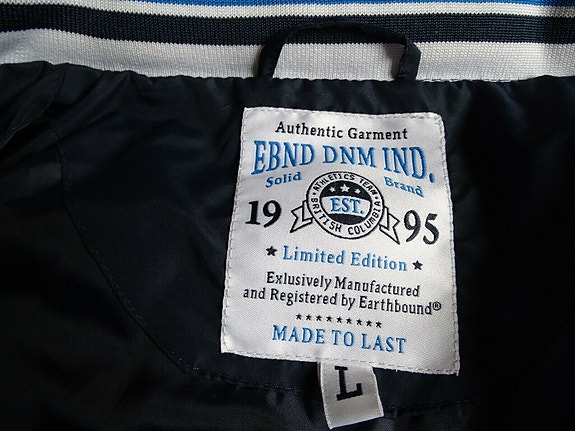 Authentic Garment
EBND DNM IND.
Solid Brand
ATHLETICS TEAM
19 EST. 95
BRITISH COLUMBIA
★ Limited Edition ★
Exlusively Manufactured
and Registered by Earthbound®
★★★★★★★★★
MADE TO LAST
L